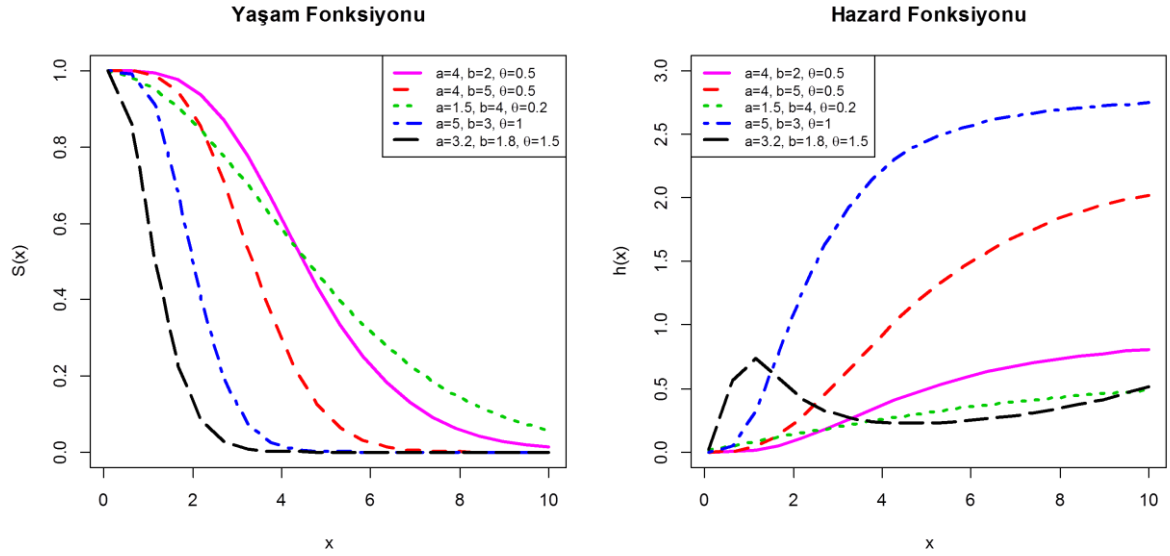 Yaşam Fonksiyonu
S(x)
1.0
0.8
0.6
0.4
0.2
0.0
a=4, b=2, θ=0.5
a=4, b=5, θ=0.5
a=1.5, b=4, θ=0.2
a=5, b=3, θ=1
a=3.2, b=1.8, θ=1.5
0 2 4 6 8 10
x
Hazard Fonksiyonu
h(x)
3.0
2.5
2.0
1.5
1.0
0.5
0.0
a=4, b=2, θ=0.5
a=4, b=5, θ=0.5
a=1.5, b=4, θ=0.2
a=5, b=3, θ=1
a=3.2, b=1.8, θ=1.5
0 2 4 6 8 10
x